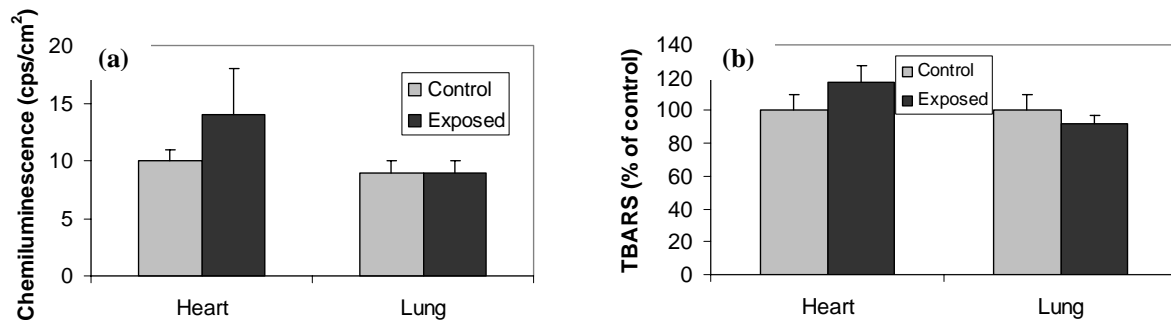 (a)
Chemiluminescence (cps/cm²)
20
15
10
5
0
Control
Exposed
Heart
Lung
(b)
TBARS (% of control)
140
120
100
80
60
40
20
0
Control
Exposed
Heart
Lung